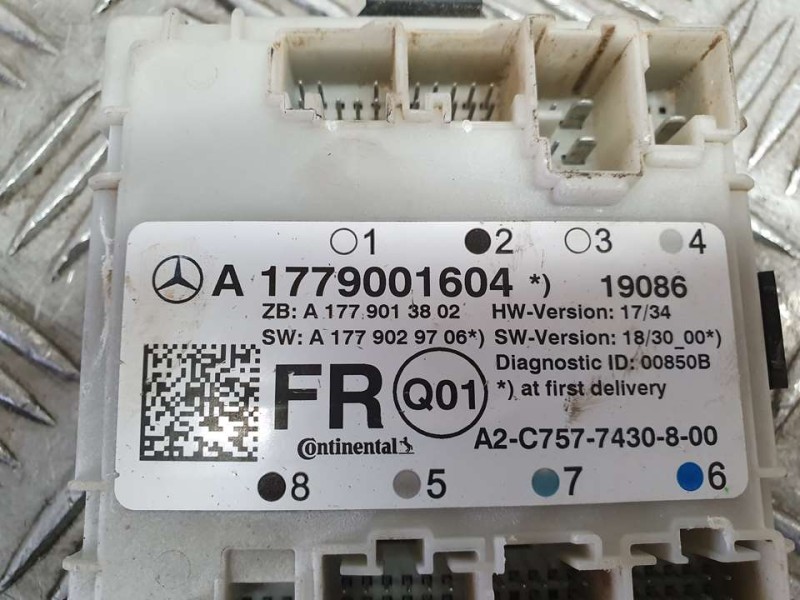 1 2 3 4
A 1779001604 *) 19086
ZB: A 177 901 38 02 HW-Version: 17/34
SW: A 177 902 97 06*) SW-Version: 18/30_00*)
Diagnostic ID: 00850B
FR Q01 *) at first delivery
Continental A2-C757-7430-8-00
8 5 7 6